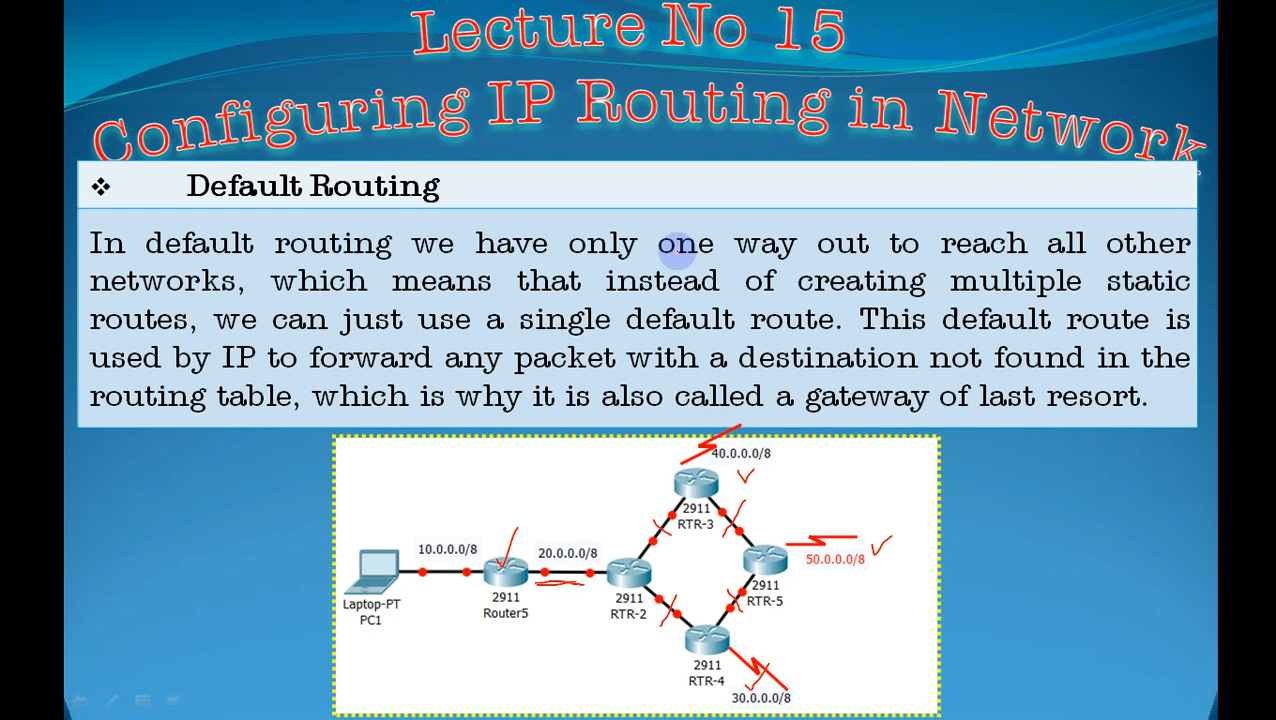 Lecture No 15
Configuring IP Routing in Network
❖ Default Routing
In default routing we have only one way out to reach all other
networks, which means that instead of creating multiple static
routes, we can just use a single default route. This default route is
used by IP to forward any packet with a destination not found in the
routing table, which is why it is also called a gateway of last resort.
40.0.0.0/8
2911
RTR-3
10.0.0.0/8
20.0.0.0/8
50.0.0.0/8
Laptop-PT
PC1
2911
Router5
2911
RTR-2
2911
RTR-5
2911
RTR-4
30.0.0.0/8